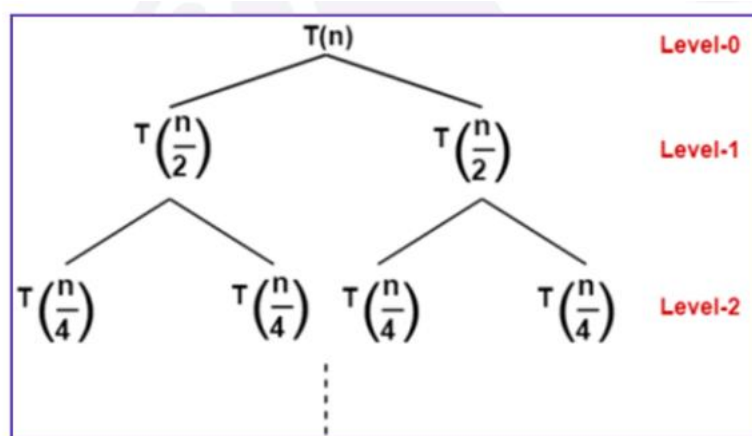 T(n) Level-0
T(n/2) T(n/2) Level-1
T(n/4) T(n/4) T(n/4) T(n/4) Level-2